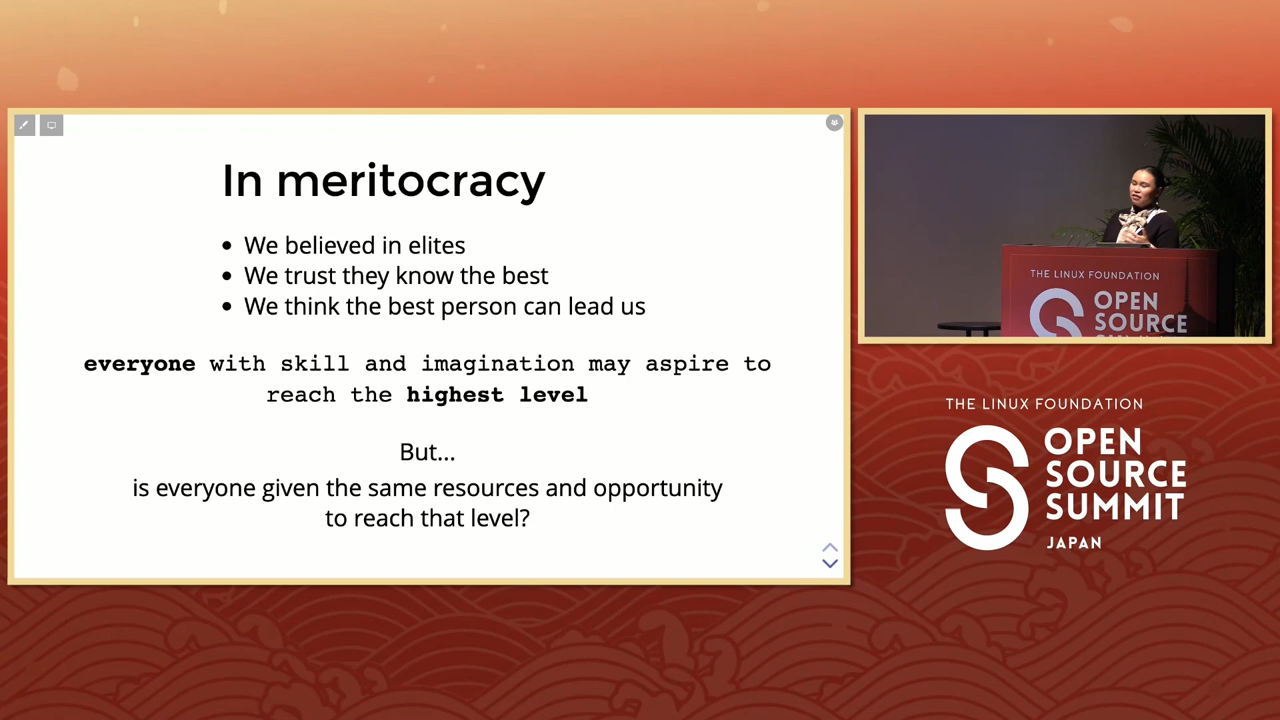 In meritocracy
We believed in elites
We trust they know the best
We think the best person can lead us
everyone with skill and imagination may aspire to
reach the highest level
But...
is everyone given the same resources and opportunity
to reach that level?
THE LINUX FOUNDATION
OPEN
SOURCE
THE LINUX FOUNDATION
OPEN
SOURCE
SUMMIT
JAPAN